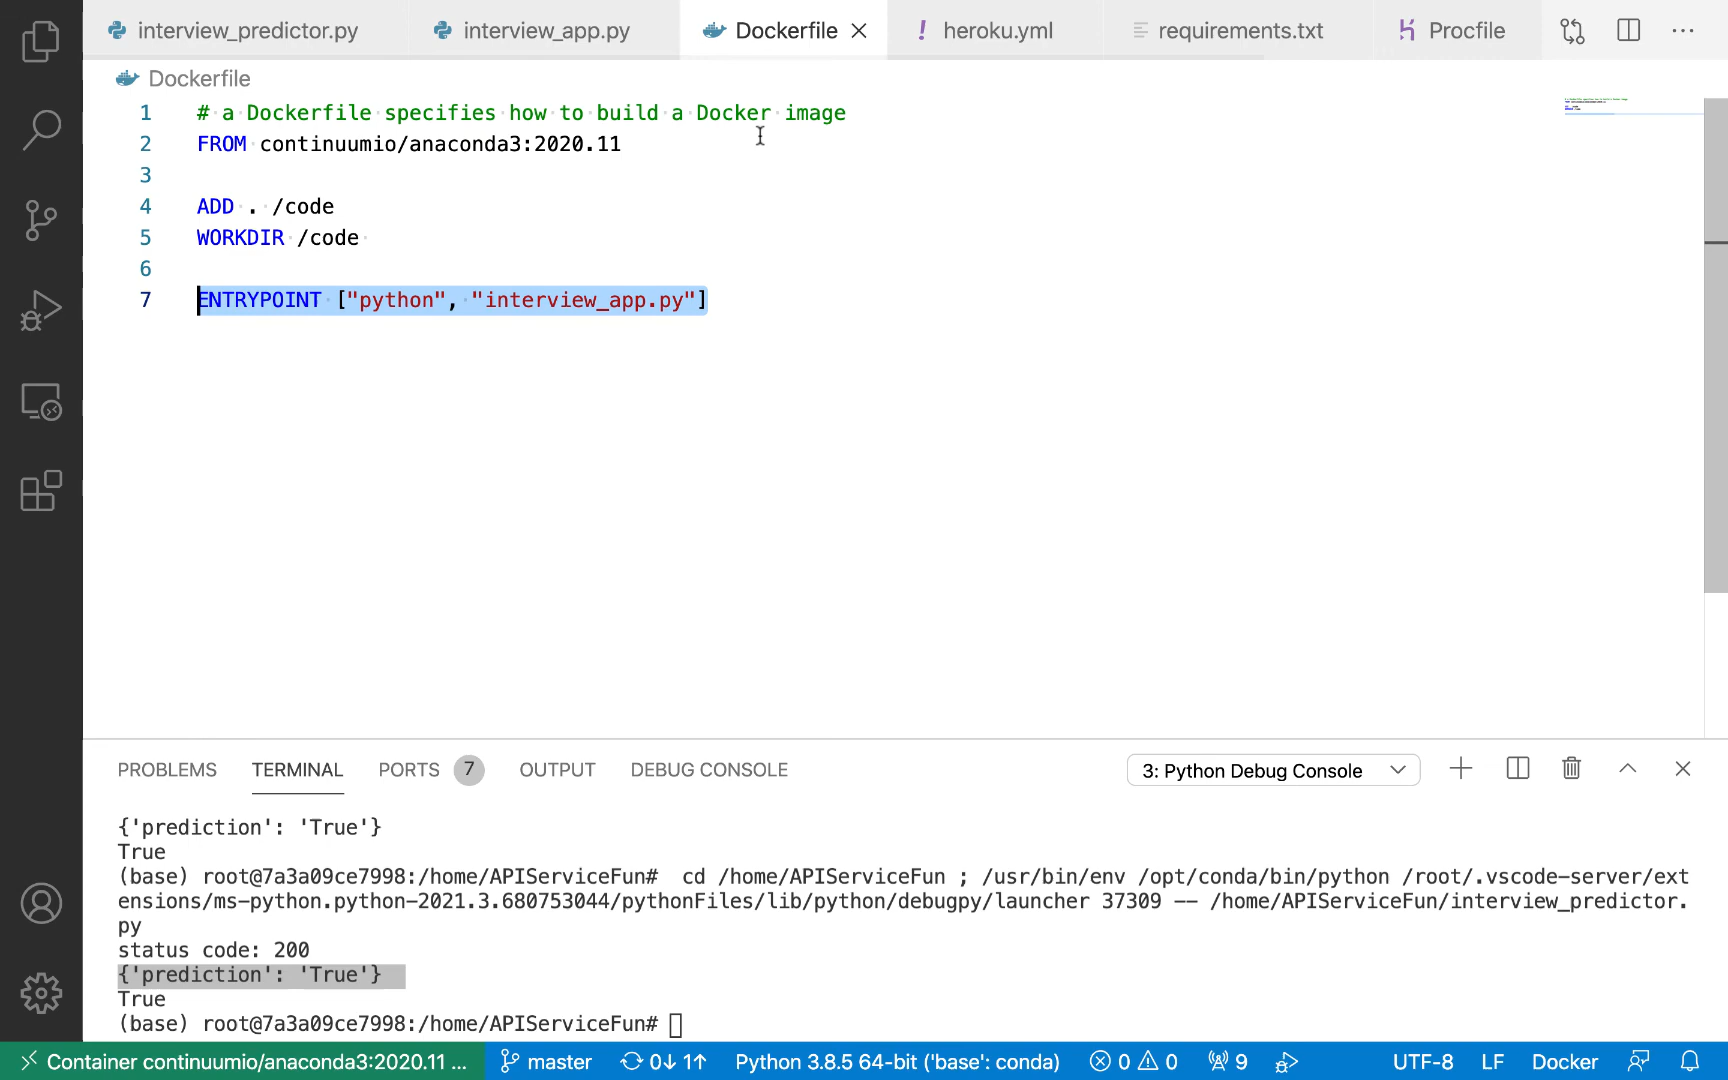 interview_predictor.py interview_app.py Dockerfile ! heroku.yml requirements.txt Procfile
Dockerfile
1 # a Dockerfile specifies how to build a Docker image
2 FROM continuumio/anaconda3:2020.11
3
4 ADD . /code
5 WORKDIR /code
6
7 ENTRYPOINT ["python", "interview_app.py"]
PROBLEMS TERMINAL PORTS 7 OUTPUT DEBUG CONSOLE 3: Python Debug Console
{'prediction': 'True'}
True
(base) root@7a3a09ce7998:/home/APIServiceFun# cd /home/APIServiceFun ; /usr/bin/env /opt/conda/bin/python /root/.vscode-server/ext
ensions/ms-python.python-2021.3.680753044/pythonFiles/lib/python/debugpy/launcher 37309 -- /home/APIServiceFun/interview_predictor.
py
status code: 200
{'prediction': 'True'}
True
(base) root@7a3a09ce7998:/home/APIServiceFun#
Container continuumio/anaconda3:2020.11 ... master 0↓ 1↑ Python 3.8.5 64-bit ('base': conda) 0 0 9 UTF-8 LF Docker